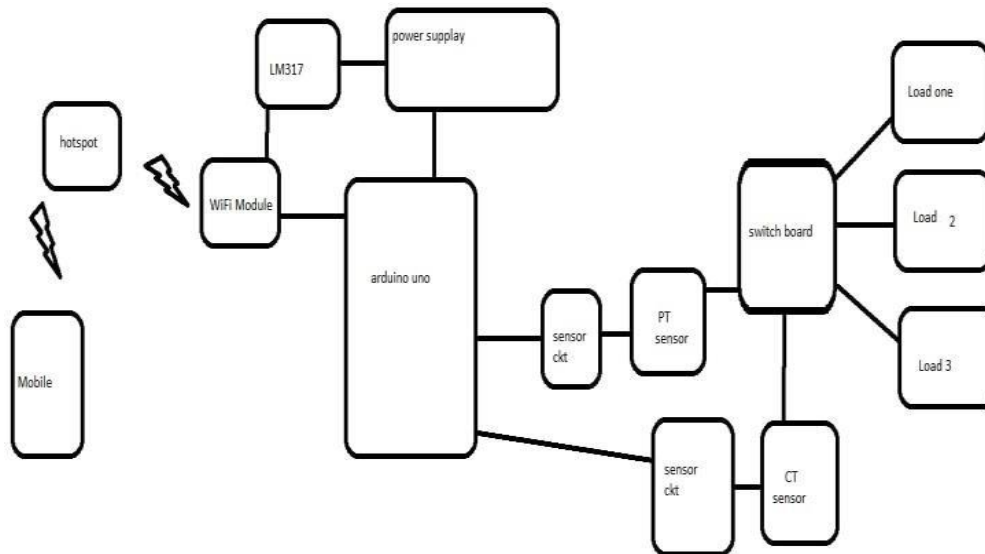 power supplay
LM317
Load one
hotspot
WiFi Module
Load 2
switch board
arduino uno
PT
sensor
sensor
ckt
Load 3
Mobile
sensor
ckt
CT
sensor